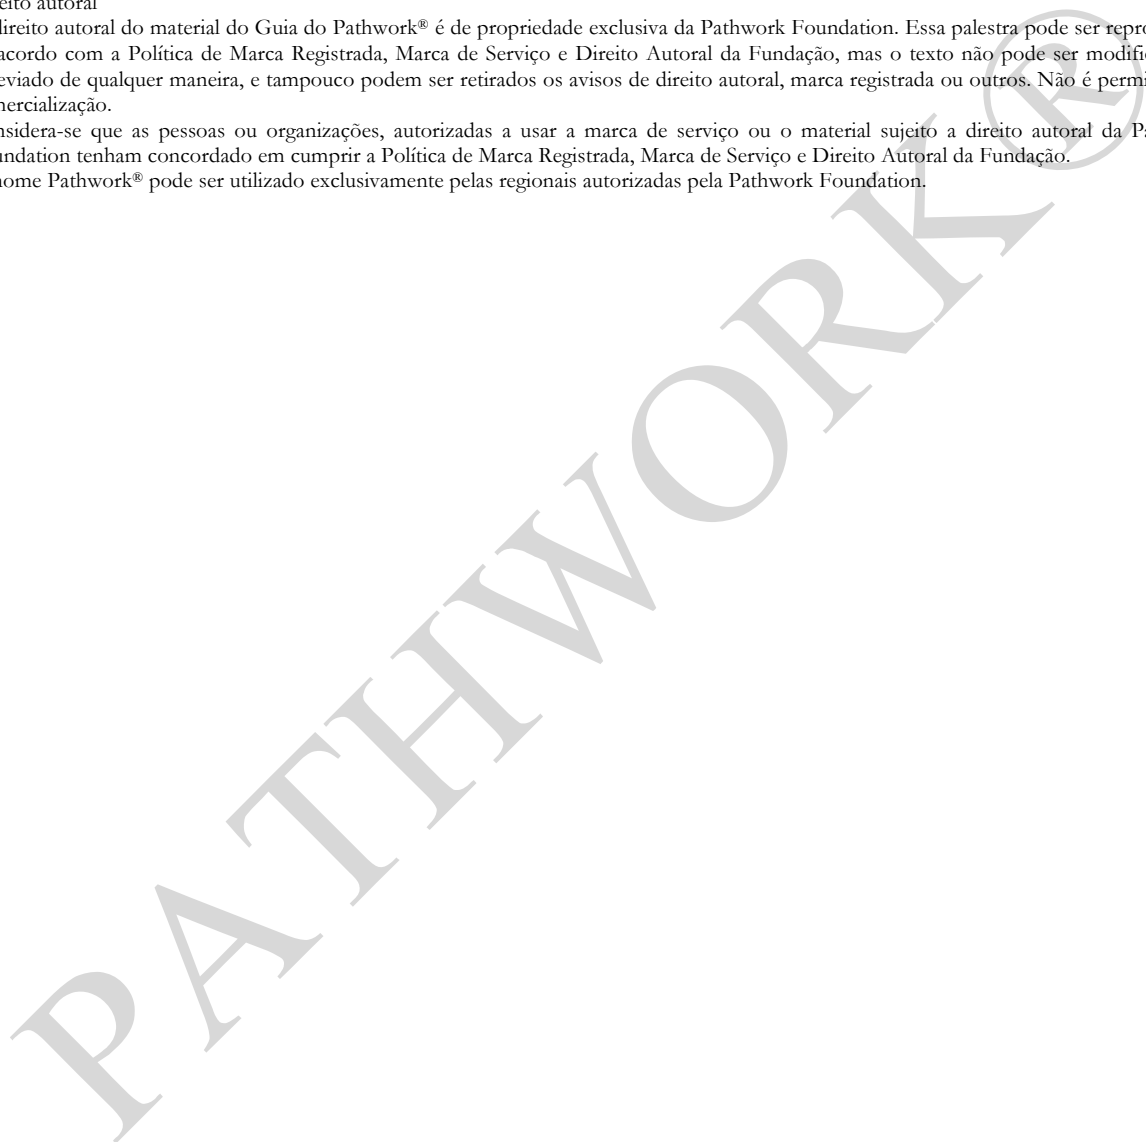 eito autoral
direito autoral do material do Guia do Pathwork® é de propriedade exclusiva da Pathwork Foundation. Essa palestra pode ser repro
acordo com a Política de Marca Registrada, Marca de Serviço e Direito Autoral da Fundação, mas o texto não pode ser modifi
eviado de qualquer maneira, e tampouco podem ser retirados os avisos de direito autoral, marca registrada ou outros. Não é permi
mercialização.
nsidera-se que as pessoas ou organizações, autorizadas a usar a marca de serviço ou o material sujeito a direito autoral da Pa
undation tenham concordado em cumprir a Política de Marca Registrada, Marca de Serviço e Direito Autoral da Fundação.
nome Pathwork® pode ser utilizado exclusivamente pelas regionais autorizadas pela Pathwork Foundation.
PATHWORK®